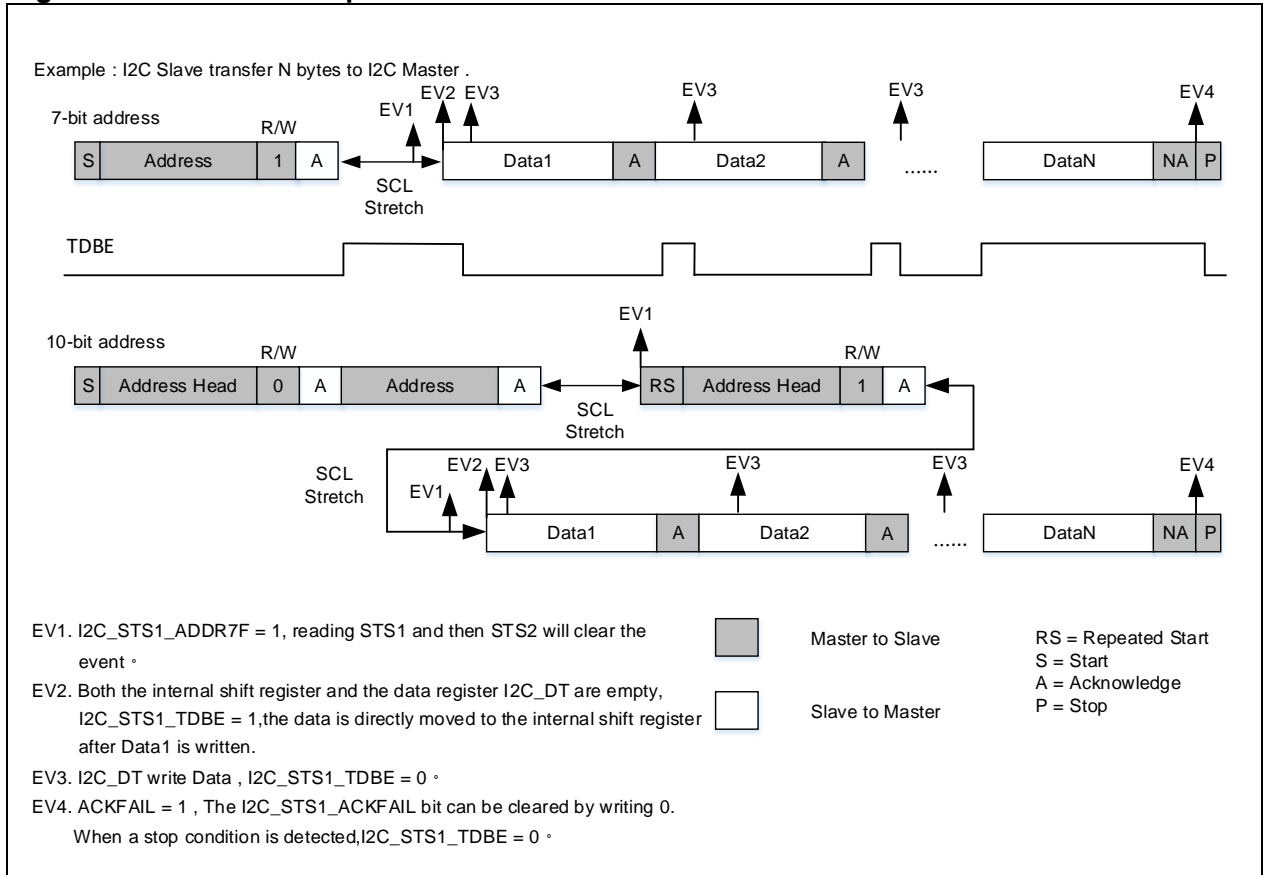 Example : I2C Slave transfer N bytes to I2C Master .
EV2 EV3 EV3 EV3 EV4
EV1
7-bit address
R/W
S Address 1 A Data1 A Data2 A ...... DataN NA P
SCL
Stretch
TDBE
EV1
10-bit address
R/W R/W
S Address Head 0 A Address A RS Address Head 1 A
SCL
Stretch
SCL
Stretch
EV2 EV3 EV3 EV3 EV4
EV1
Data1 A Data2 A ...... DataN NA P
EV1. I2C_STS1_ADDR7F = 1, reading STS1 and then STS2 will clear the
event。
EV2. Both the internal shift register and the data register I2C_DT are empty,
I2C_STS1_TDBE = 1,the data is directly moved to the internal shift register
after Data1 is written.
EV3. I2C_DT write Data , I2C_STS1_TDBE = 0。
EV4. ACKFAIL = 1 , The I2C_STS1_ACKFAIL bit can be cleared by writing 0.
When a stop condition is detected,I2C_STS1_TDBE = 0。
Master to Slave
Slave to Master
RS = Repeated Start
S = Start
A = Acknowledge
P = Stop